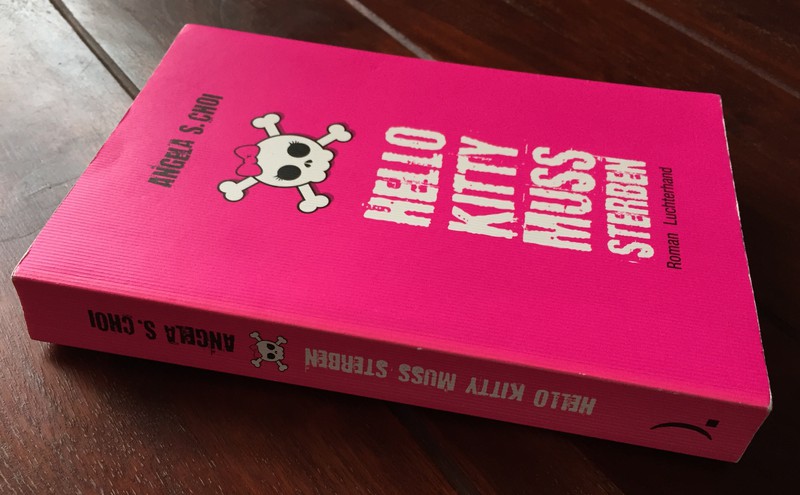 ANGELA S. CHOI
HELLO
KITTY
MUSS
STERBEN
Roman Luchterhand
ANGELA S. CHOI
HELLO KITTY MUSS STERBEN